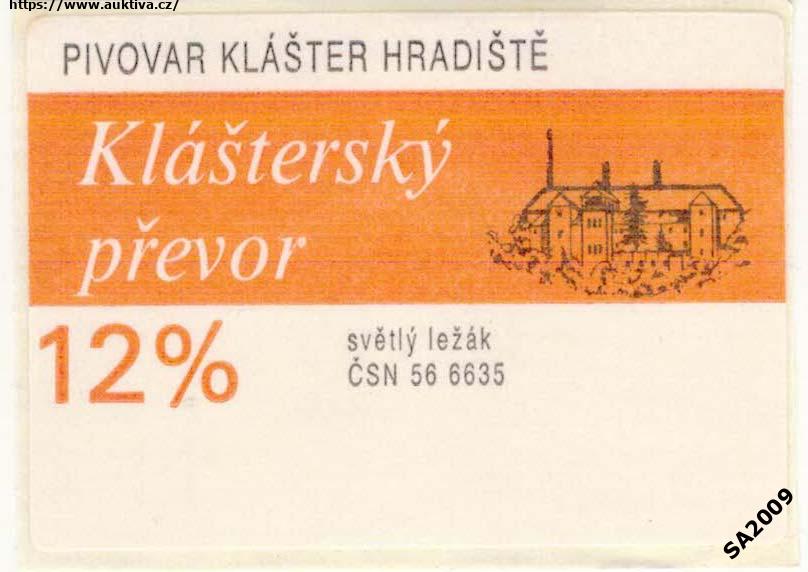 https://www.auktiva.cz/
PIVOVAR KLÁŠTER HRADIŠTĚ
Klášterský
převor
12%
světlý ležák
ČSN 56 6635
SA2009